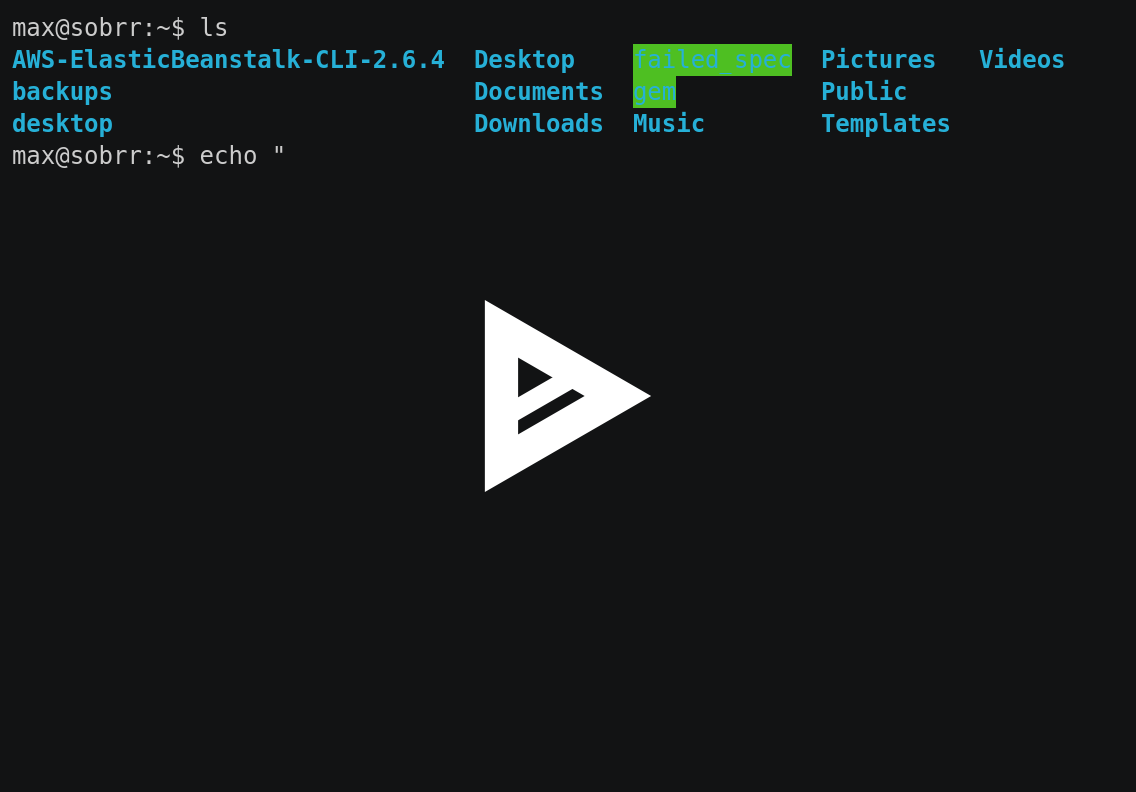 max@sobrr:~$ ls
AWS-ElasticBeanstalk-CLI-2.6.4  Desktop    failed spec  Pictures   Videos
backups                         Documents  gem          Public
desktop                         Downloads  Music        Templates
max@sobrr:~$ echo "